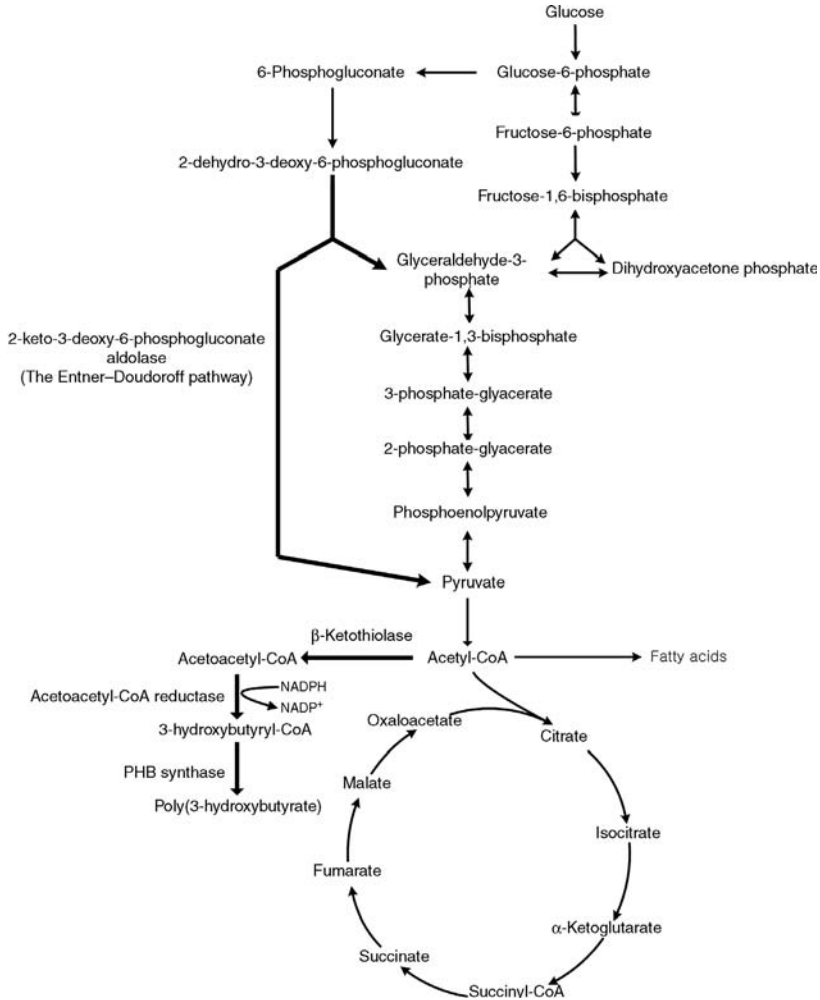 Glucose
6-Phosphogluconate
Glucose-6-phosphate
Fructose-6-phosphate
2-dehydro-3-deoxy-6-phosphogluconate
Fructose-1,6-bisphosphate
Glyceraldehyde-3-
phosphate
Dihydroxyacetone phosphate
2-keto-3-deoxy-6-phosphogluconate
aldolase
(The Entner–Doudoroff pathway)
Glycerate-1,3-bisphosphate
3-phosphate-glyacerate
2-phosphate-glyacerate
Phosphoenolpyruvate
Pyruvate
β-Ketothiolase
Acetoacetyl-CoA
Acetyl-CoA
Fatty acids
Acetoacetyl-CoA reductase
NADPH
NADP⁺
3-hydroxybutyryl-CoA
PHB synthase
Poly(3-hydroxybutyrate)
Oxaloacetate
Citrate
Malate
Isocitrate
Fumarate
α-Ketoglutarate
Succinate
Succinyl-CoA